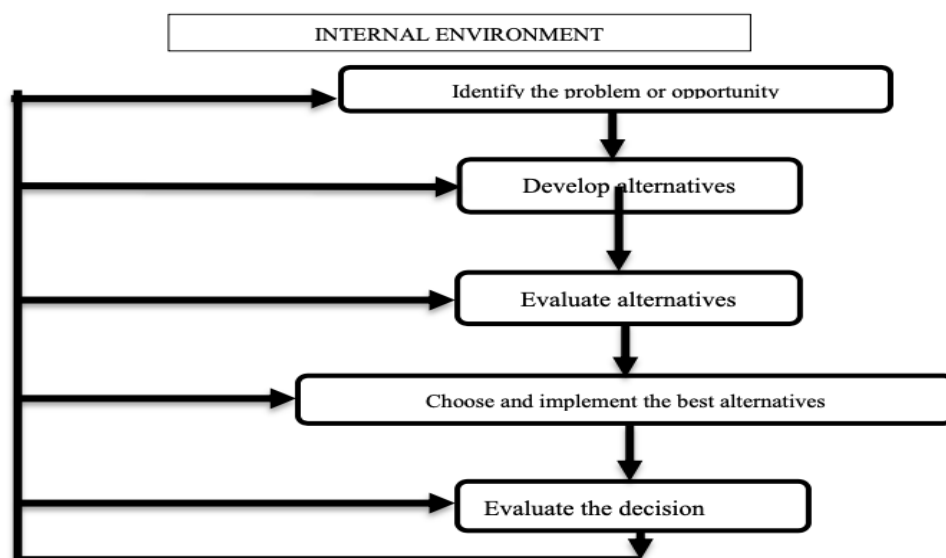 INTERNAL ENVIRONMENT
Identify the problem or opportunity
Develop alternatives
Evaluate alternatives
Choose and implement the best alternatives
Evaluate the decision